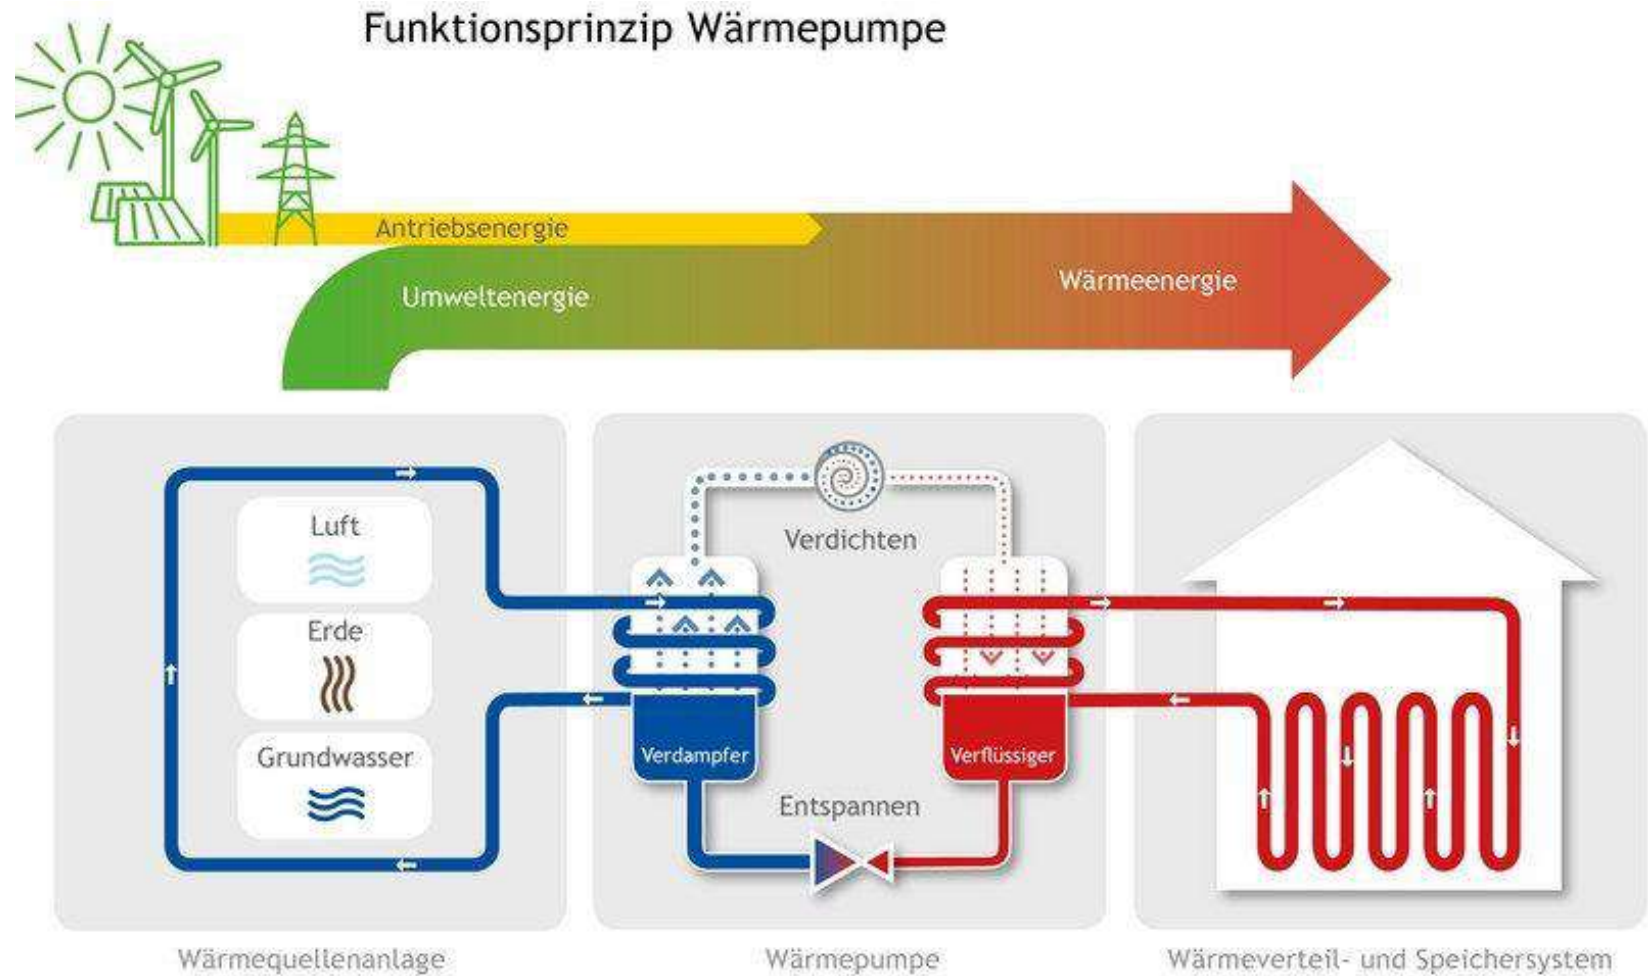 Funktionsprinzip Wärmepumpe
Antriebsenergie
Umweltenergie
Wärmeenergie
Luft
Erde
Grundwasser
Verdichten
Verdampfer
Verflüssiger
Entspannen
Wärmequellenanlage
Wärmepumpe
Wärmeverteil- und Speichersystem